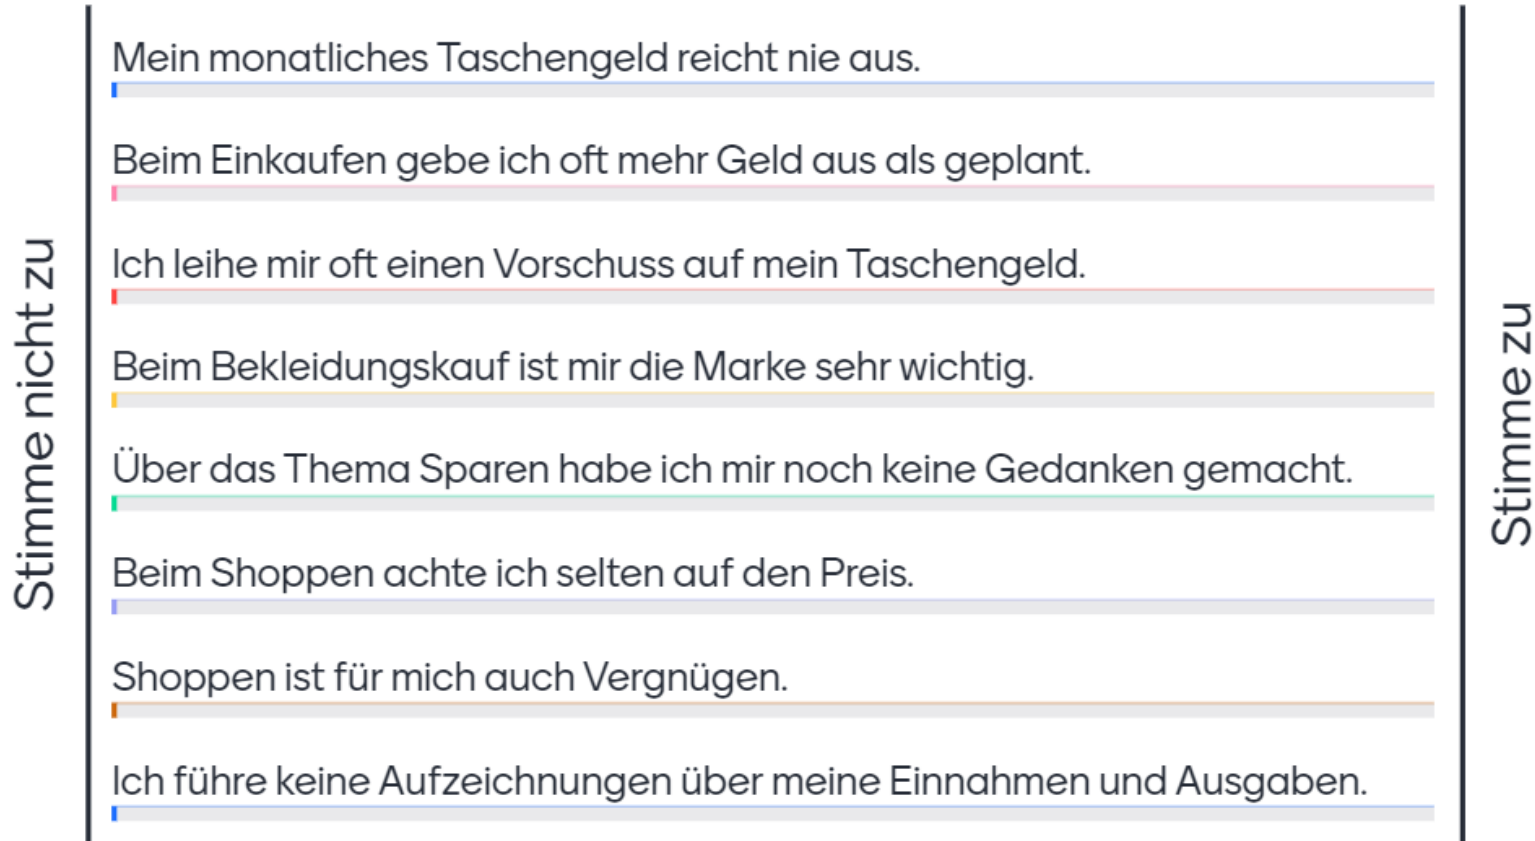 Stimme nicht zu
Mein monatliches Taschengeld reicht nie aus.
Beim Einkaufen gebe ich oft mehr Geld aus als geplant.
Ich leihe mir oft einen Vorschuss auf mein Taschengeld.
Beim Bekleidungskauf ist mir die Marke sehr wichtig.
Über das Thema Sparen habe ich mir noch keine Gedanken gemacht.
Beim Shoppen achte ich selten auf den Preis.
Shoppen ist für mich auch Vergnügen.
Ich führe keine Aufzeichnungen über meine Einnahmen und Ausgaben.
Stimme zu